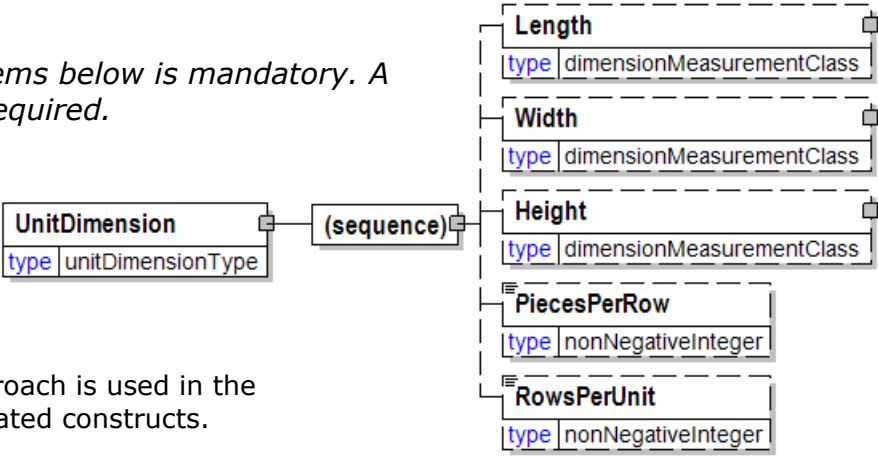 ems below is mandatory. A
equired.
UnitDimension
type unitDimensionType
(sequence)
Length
type dimensionMeasurementClass
Width
type dimensionMeasurementClass
Height
type dimensionMeasurementClass
PiecesPerRow
type nonNegativeInteger
RowsPerUnit
type nonNegativeInteger
roach is used in the
ated constructs.